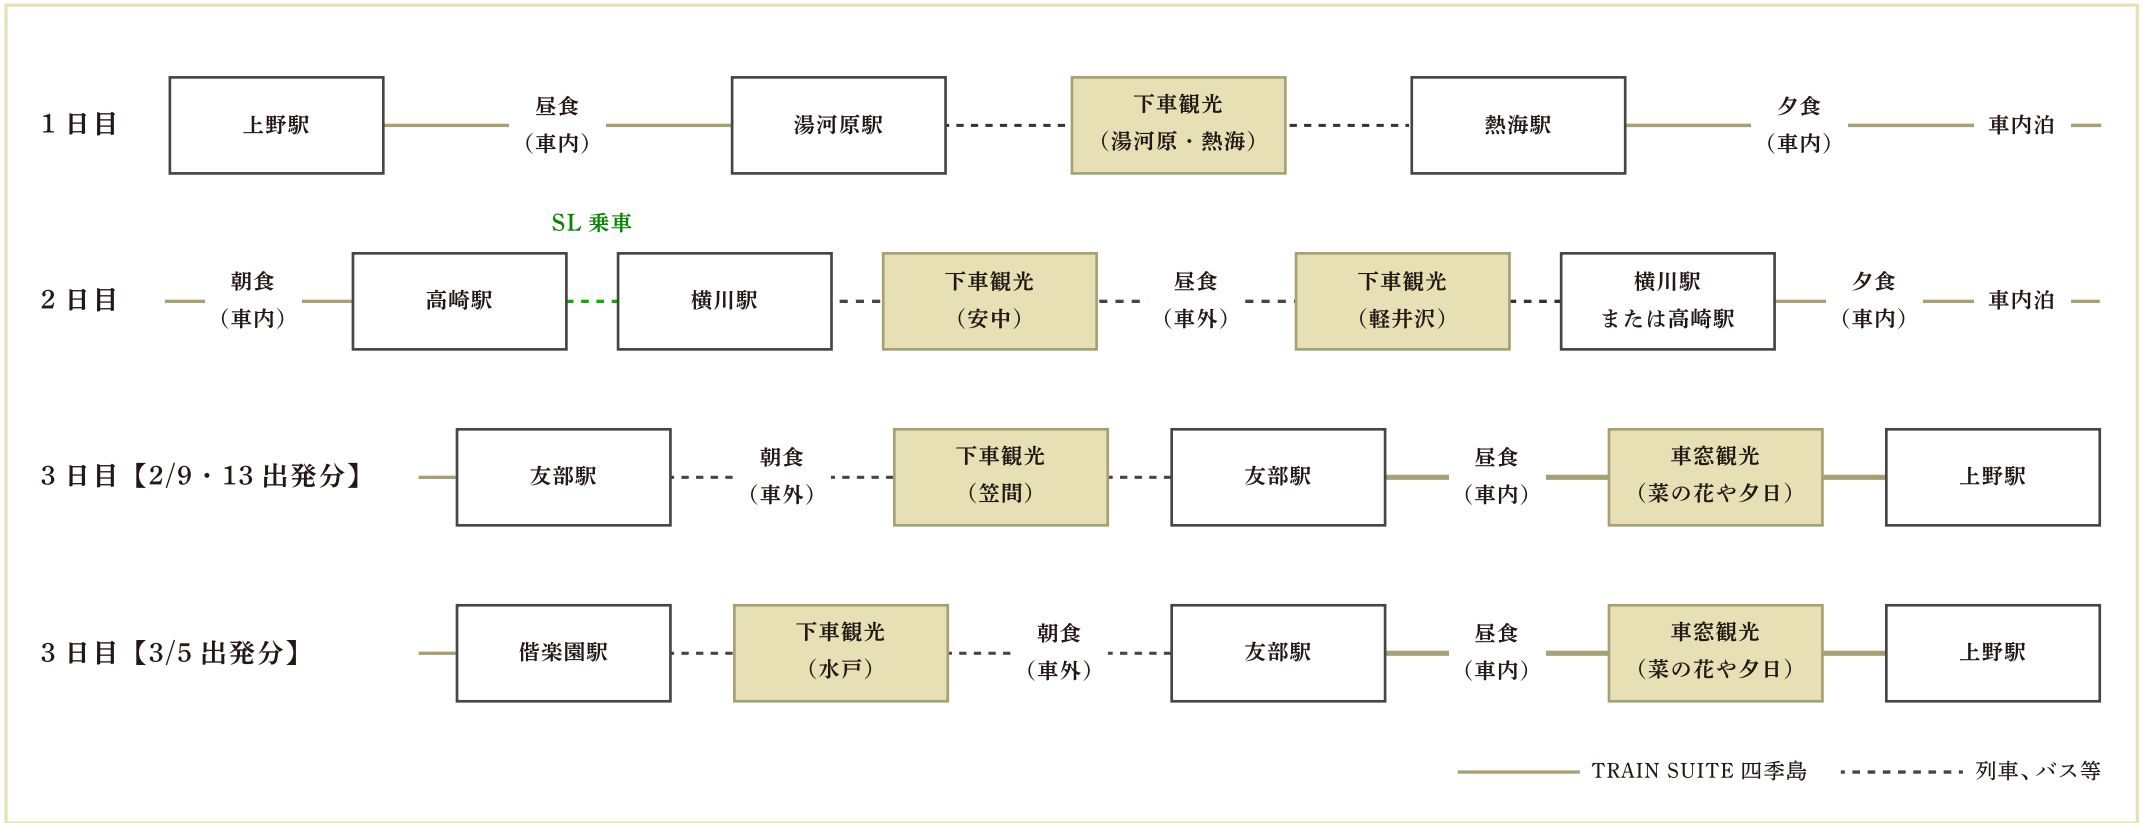 1 日目
上野駅
昼食
（車内）
湯河原駅
下車観光
（湯河原・熱海）
熱海駅
夕食
（車内）
車内泊
SL 乗車
2 日目
朝食
（車内）
高崎駅
横川駅
下車観光
（安中）
昼食
（車外）
下車観光
（軽井沢）
横川駅
または高崎駅
夕食
（車内）
車内泊
3 日目【2/9・13 出発分】
友部駅
朝食
（車外）
下車観光
（笠間）
友部駅
昼食
（車内）
車窓観光
（菜の花や夕日）
上野駅
3 日目【3/5 出発分】
偕楽園駅
下車観光
（水戸）
朝食
（車外）
友部駅
昼食
（車内）
車窓観光
（菜の花や夕日）
上野駅
TRAIN SUITE 四季島
列車、バス等